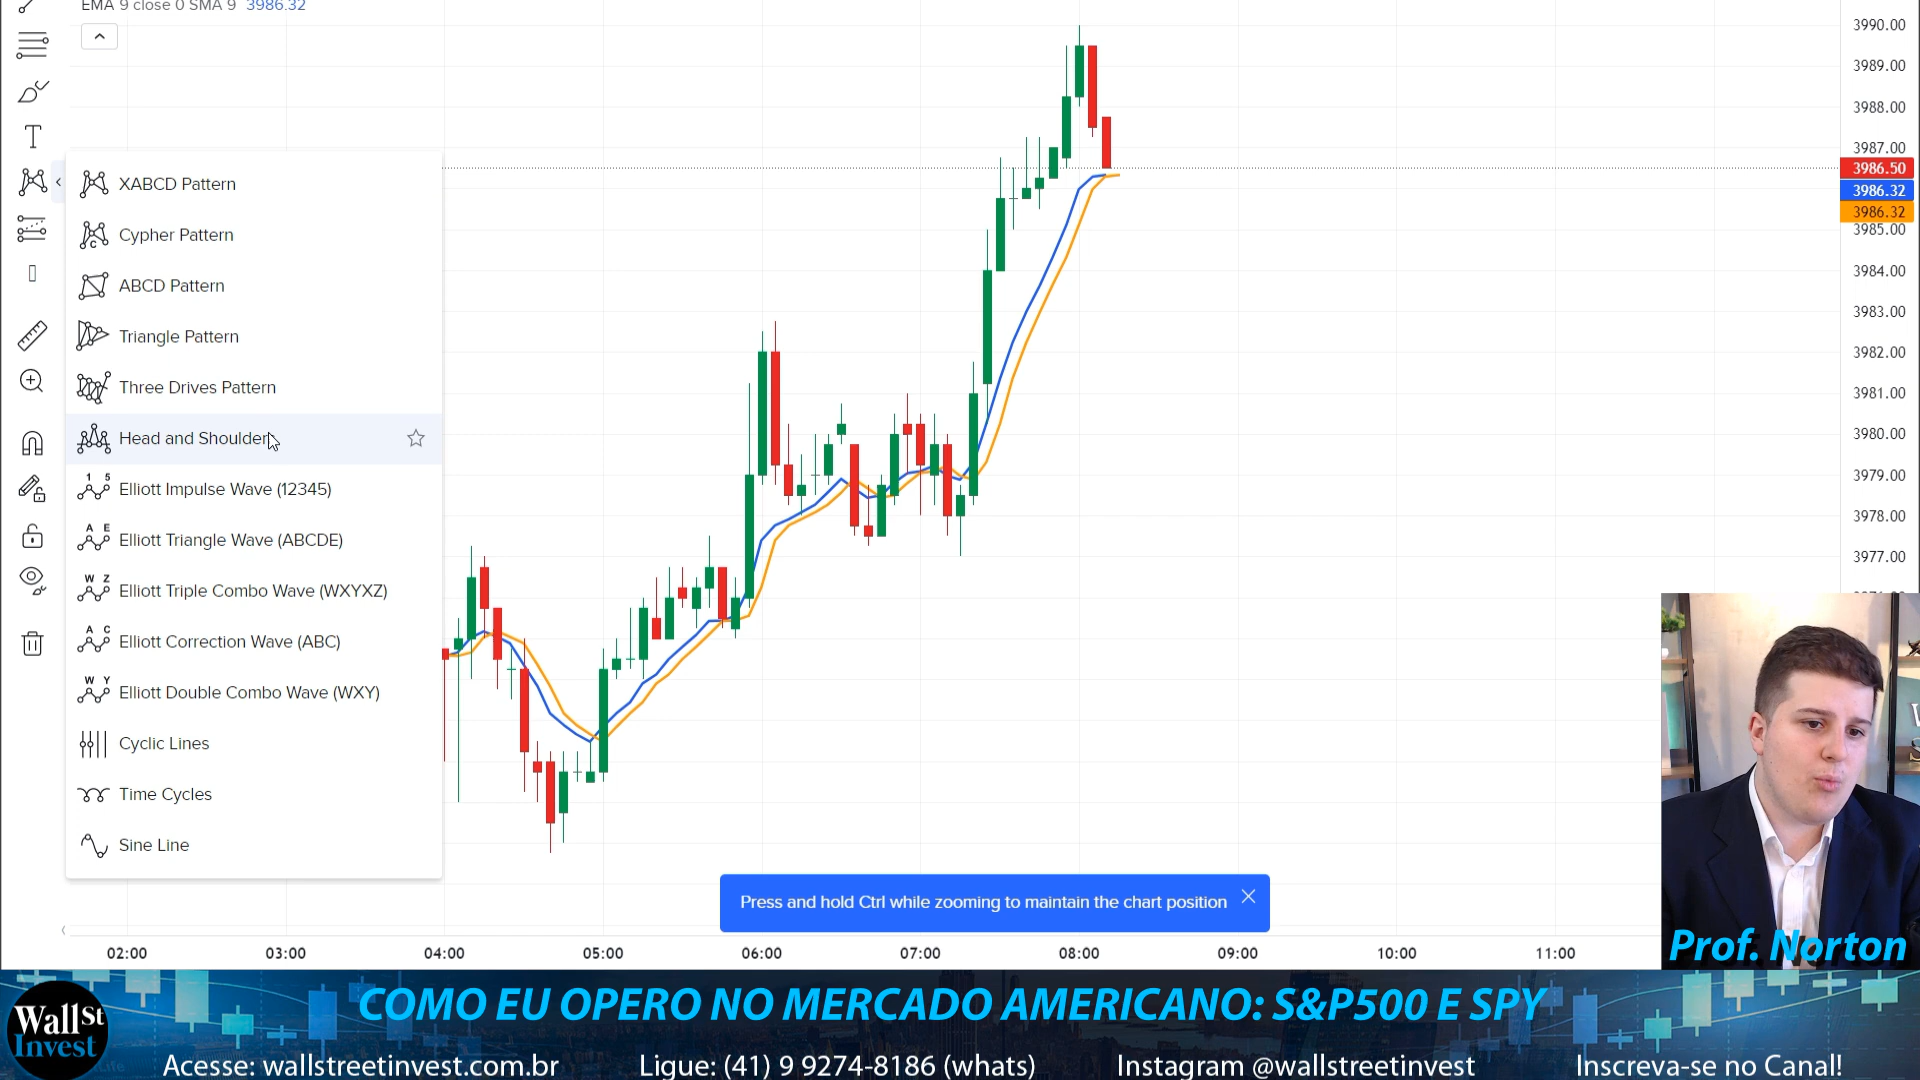 EMA 9 close 0 SMA 9 3986.32
3990.00
3989.00
3988.00
3987.00
3986.50
3986.32
3986.32
3985.00
3984.00
3983.00
3982.00
3981.00
3980.00
3979.00
3978.00
3977.00
XABCD Pattern
Cypher Pattern
ABCD Pattern
Triangle Pattern
Three Drives Pattern
Head and Shoulder
Elliott Impulse Wave (12345)
Elliott Triangle Wave (ABCDE)
Elliott Triple Combo Wave (WXYXZ)
Elliott Correction Wave (ABC)
Elliott Double Combo Wave (WXY)
Cyclic Lines
Time Cycles
Sine Line
Press and hold Ctrl while zooming to maintain the chart position
02:00 03:00 04:00 05:00 06:00 07:00 08:00 09:00 10:00 11:00
Prof. Norton
COMO EU OPERO NO MERCADO AMERICANO: S&P500 E SPY
Wall St
Invest
Acesse: wallstreetinvest.com.br Ligue: (41) 9 9274-8186 (whats) Instagram @wallstreetinvest Inscreva-se no Canal!